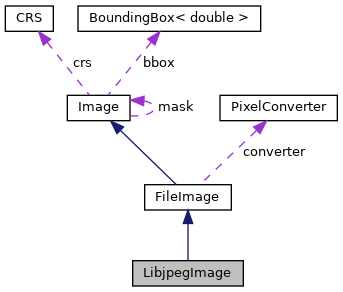 CRS
BoundingBox< double >
crs
bbox
Image
mask
PixelConverter
converter
FileImage
LibjpegImage